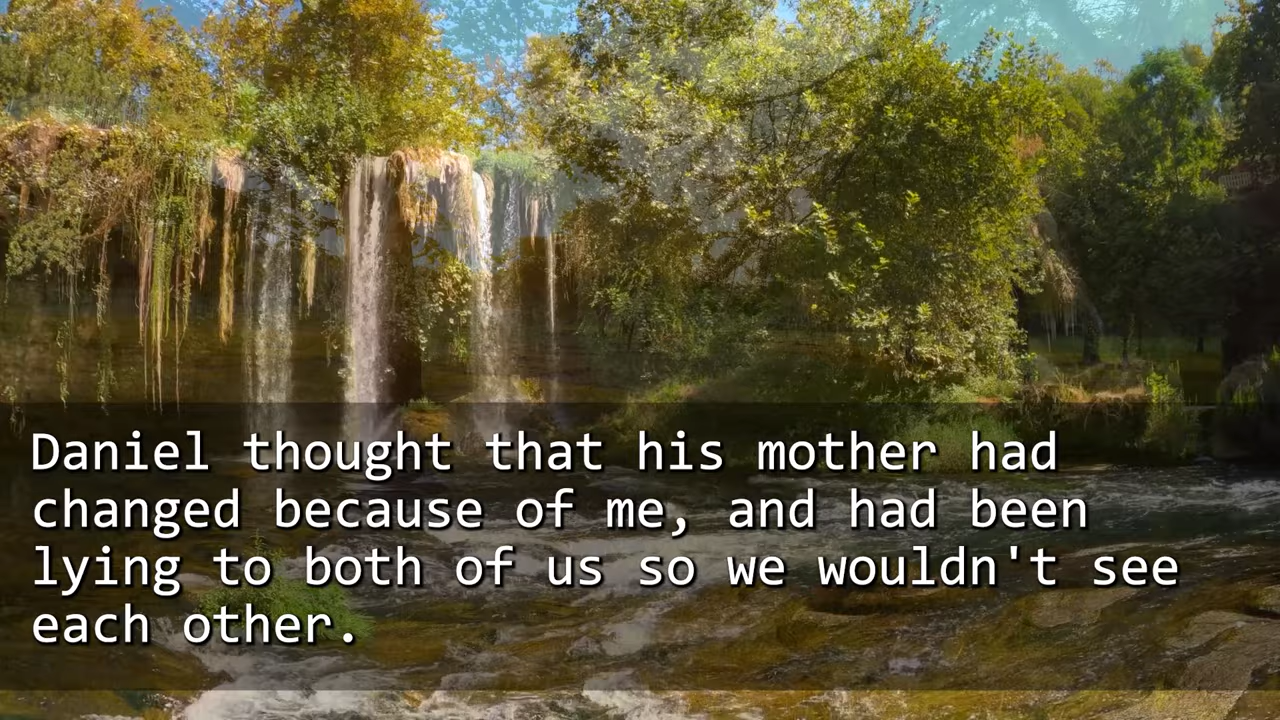 Daniel thought that his mother had
changed because of me, and had been
lying to both of us so we wouldn't see
each other.